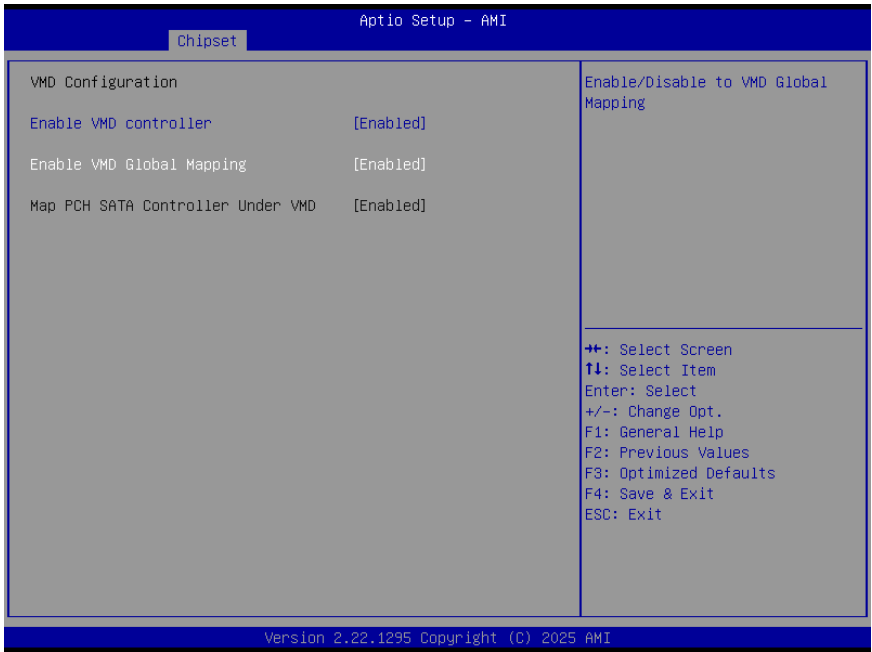 Aptio Setup – AMI
Chipset
VMD Configuration
Enable VMD controller [Enabled]
Enable VMD Global Mapping [Enabled]
Map PCH SATA Controller Under VMD [Enabled]
Enable/Disable to VMD Global
Mapping
→←: Select Screen
↑↓: Select Item
Enter: Select
+/-: Change Opt.
F1: General Help
F2: Previous Values
F3: Optimized Defaults
F4: Save & Exit
ESC: Exit
Version 2.22.1295 Copyright (C) 2025 AMI